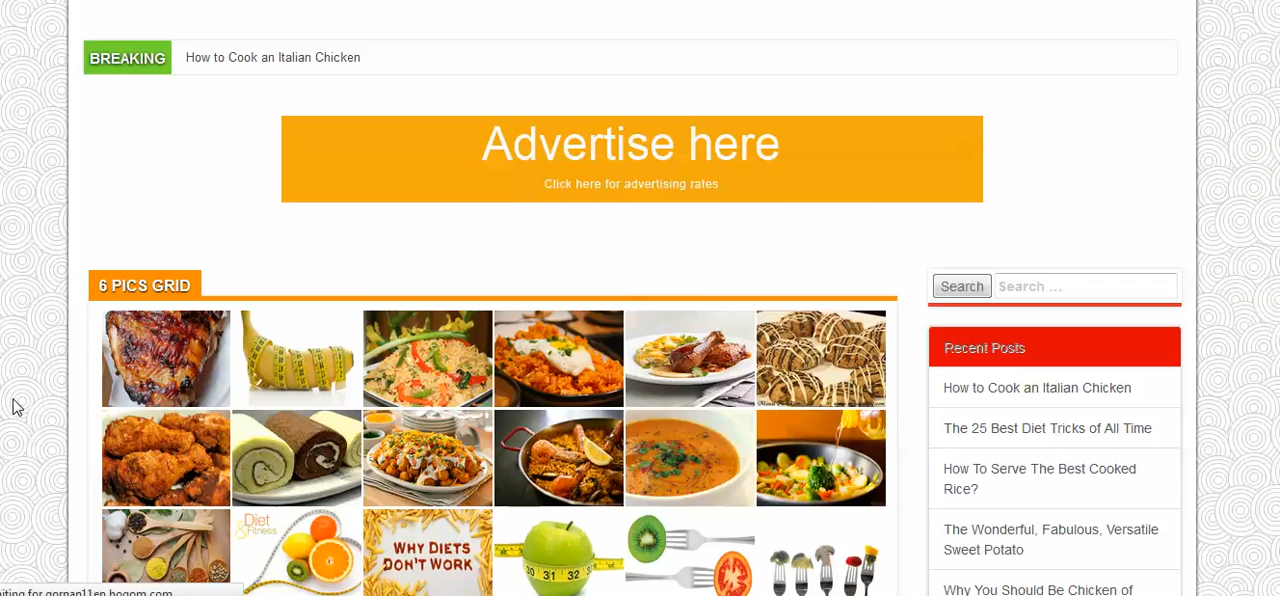 BREAKING How to Cook an Italian Chicken
Advertise here
Click here for advertising rates
6 PICS GRID
Search Search ...
Recent Posts
How to Cook an Italian Chicken
The 25 Best Diet Tricks of All Time
How To Serve The Best Cooked
Rice?
The Wonderful, Fabulous, Versatile
Sweet Potato
Why You Should Be Chicken of
Diet
Fitness
WHY DIETS
DON'T WORK
30 31 32